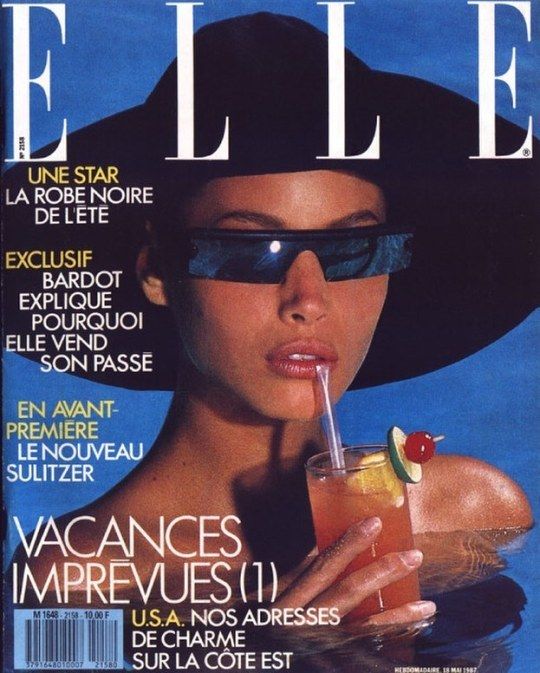 ELLE
®
N° 2158
UNE STAR
LA ROBE NOIRE
DE L'ÉTÉ
EXCLUSIF
BARDOT
EXPLIQUE
POURQUOI
ELLE VEND
SON PASSÉ
EN AVANT-
PREMIÈRE
LE NOUVEAU
SULITZER
VACANCES
IMPRÉVUES (1)
U.S.A. NOS ADRESSES
DE CHARME
SUR LA CÔTE EST
M 1648 - 2158 - 10,00 F
3791648010007
21580
HEBDOMADAIRE. 18 MAI 1987